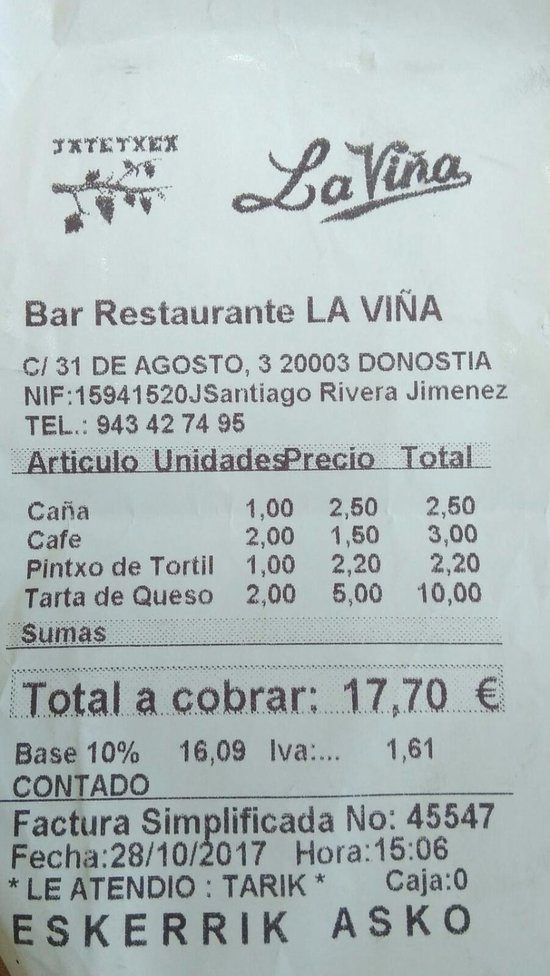 JATETXEA
La Viña
Bar Restaurante LA VIÑA
C/ 31 DE AGOSTO, 3 20003 DONOSTIA
NIF:15941520JSantiago Rivera Jimenez
TEL.: 943 42 74 95
Articulo UnidadesPrecio Total
Caña 1,00 2,50 2,50
Cafe 2,00 1,50 3,00
Pintxo de Tortil 1,00 2,20 2,20
Tarta de Queso 2,00 5,00 10,00
Sumas
Total a cobrar: 17,70 €
Base 10% 16,09 Iva:... 1,61
CONTADO
Factura Simplificada No: 45547
Fecha:28/10/2017 Hora:15:06
* LE ATENDIO : TARIK * Caja:0
ESKERRIK ASKO